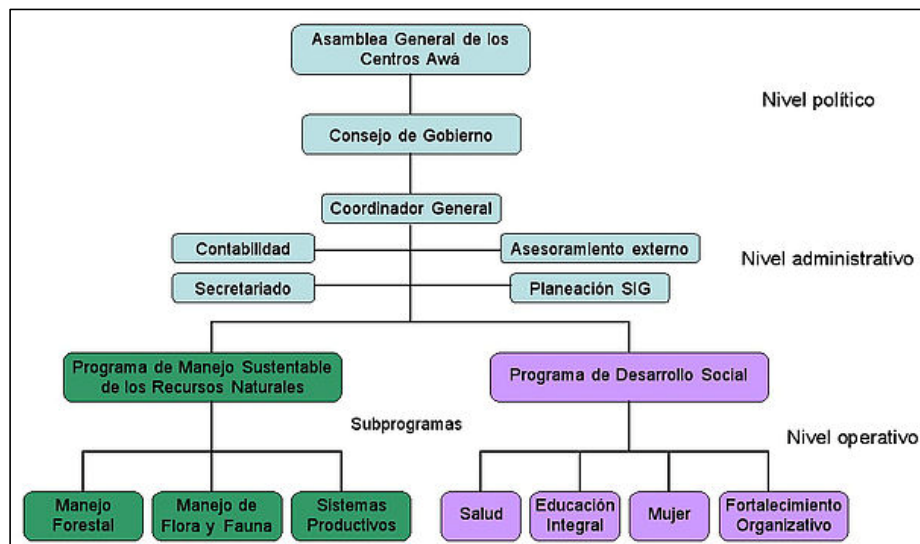 Asamblea General de los
Centros Awá
Nivel político
Consejo de Gobierno
Coordinador General
Contabilidad
Asesoramiento externo
Nivel administrativo
Secretariado
Planeación SIG
Programa de Manejo Sustentable
de los Recursos Naturales
Programa de Desarrollo Social
Subprogramas
Nivel operativo
Manejo
Forestal
Manejo de
Flora y Fauna
Sistemas
Productivos
Salud
Educación
Integral
Mujer
Fortalecimiento
Organizativo